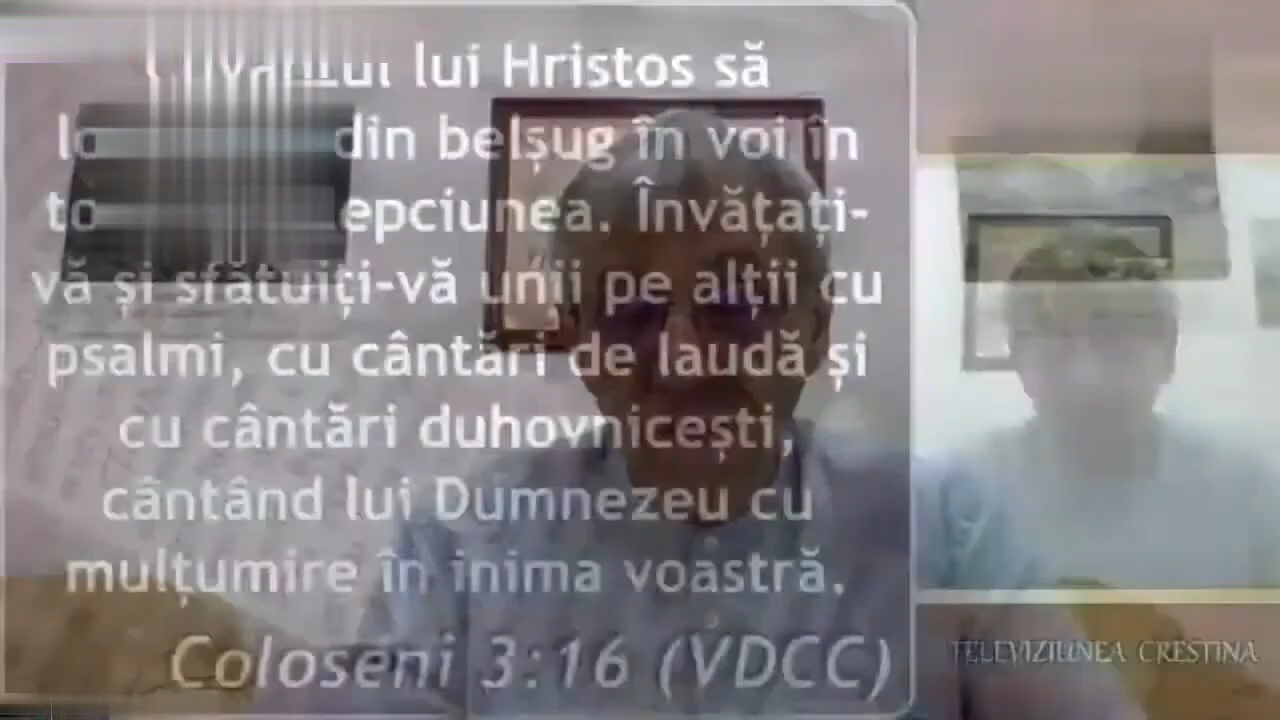 lui Hristos să
din belșug în voi în
Învățați-
vă și sfătuiți-vă unii pe alții cu
psalmi, cu cântări de laudă și
cu cântări duhovnicești,
cântând lui Dumnezeu cu
mulțumire în inima voastră.
Coloseni 3:16 (VDCC)
TELEVIZIUNEA CRESTINA